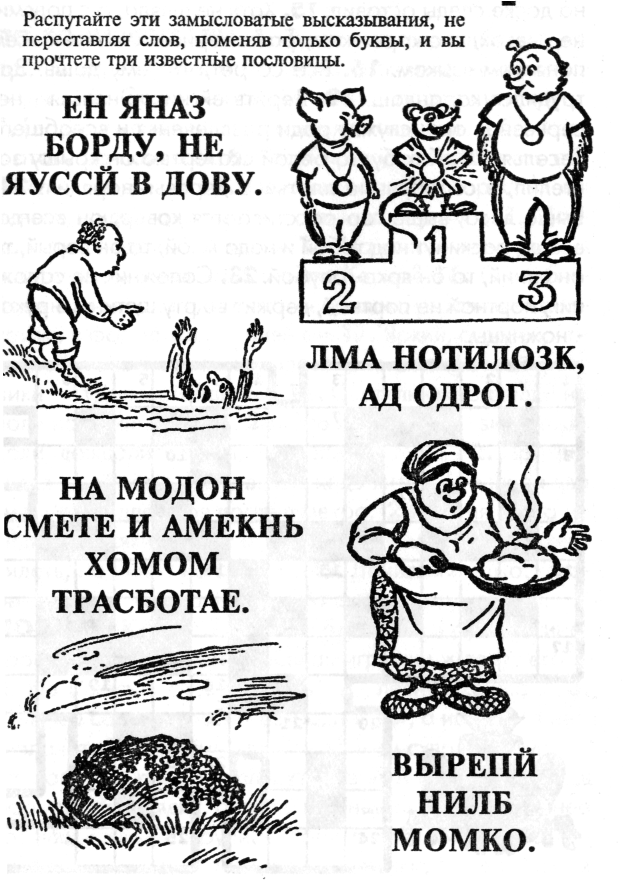 Распутайте эти замысловатые высказывания, не
переставляя слов, поменяв только буквы, и вы
прочтете три известные пословицы.
ЕН ЯНАЗ
БОРДУ, НЕ
ЯУССЙ В ДОВУ.
2
1
3
ЛМА НОТИЛОЗК,
АД ОДРОГ.
НА МОДОН
СМЕТЕ И АМЕКНЬ
ХОМОМ
ТРАСБОТАЕ.
ВЫРЕПЙ
НИЛБ
МОМКО.